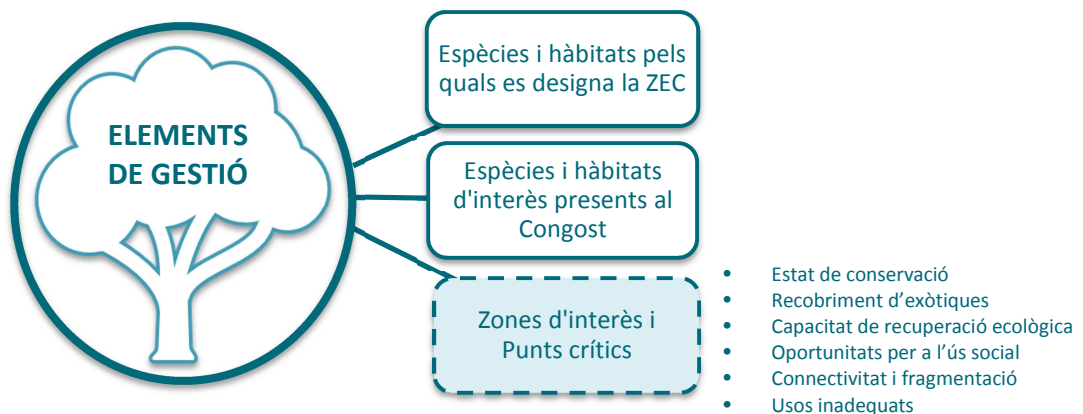 ELEMENTS
DE GESTIÓ
Espècies i hàbitats pels
quals es designa la ZEC
Espècies i hàbitats
d'interès presents al
Congost
Zones d'interès i
Punts crítics
• Estat de conservació
• Recobriment d’exòtiques
• Capacitat de recuperació ecològica
• Oportunitats per a l’ús social
• Connectivitat i fragmentació
• Usos inadequats